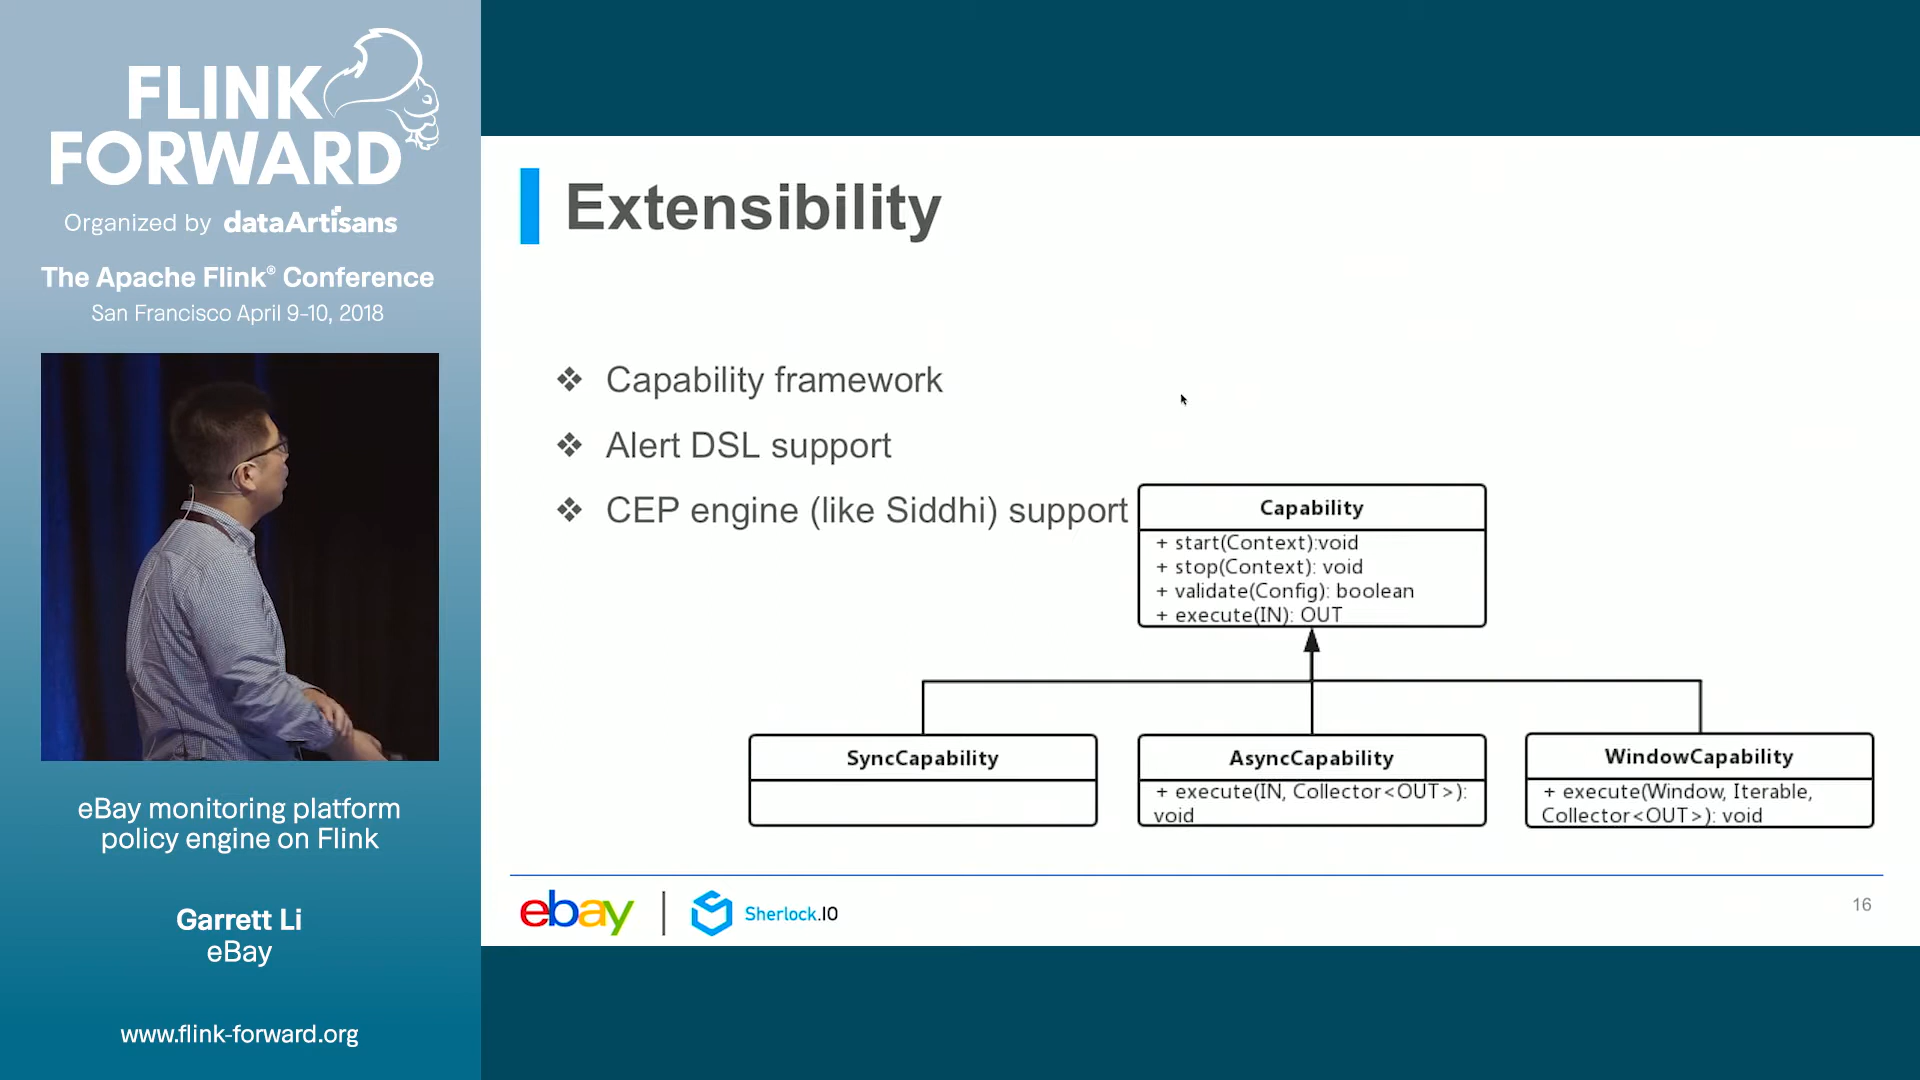 FLINK
FORWARD
Organized by dataArtisans
The Apache Flink® Conference
San Francisco April 9-10, 2018
eBay monitoring platform
policy engine on Flink
Garrett Li
eBay
www.flink-forward.org
Extensibility
Capability framework
Alert DSL support
CEP engine (like Siddhi) support
Capability
+ start(Context):void
+ stop(Context): void
+ validate(Config): boolean
+ execute(IN): OUT
SyncCapability
AsyncCapability
+ execute(IN, Collector<OUT>):
void
WindowCapability
+ execute(Window, Iterable,
Collector<OUT>): void
ebay
Sherlock.IO
16